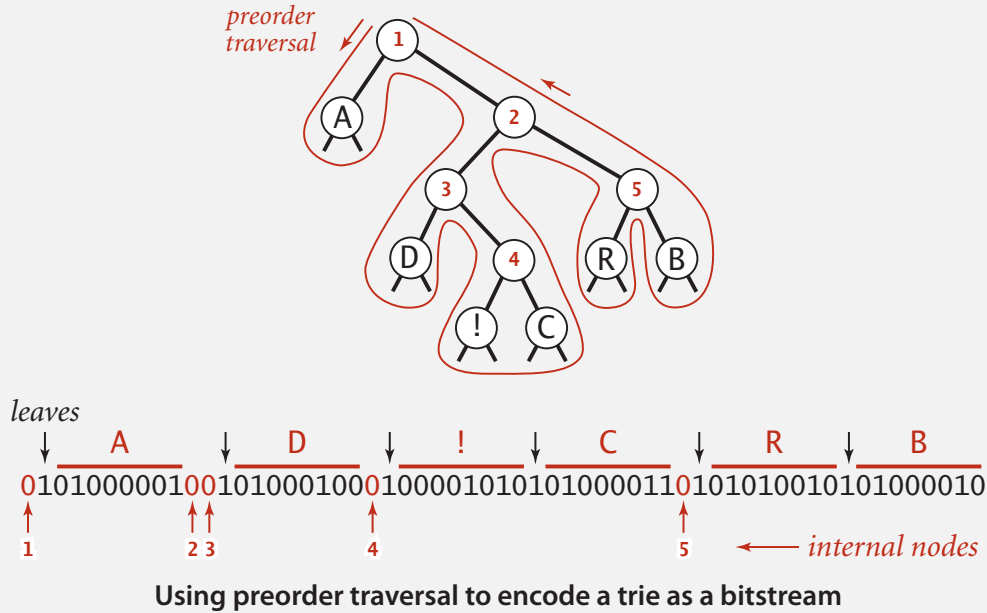 preorder
traversal
1
A
2
3
5
D
4
R
B
!
C
leaves
A D ! C R B
01010000010010100010001000010101010000110101010010101000010
1 2 3 4 5 internal nodes
Using preorder traversal to encode a trie as a bitstream